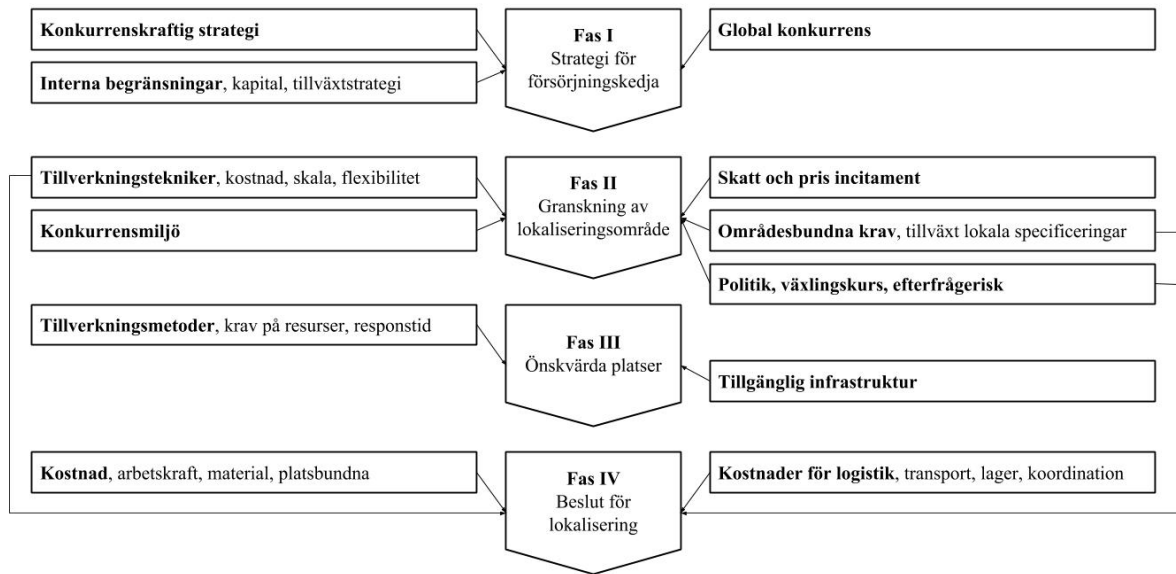 Konkurrenskraftig strategi
Interna begränsningar, kapital, tillväxtstrategi
Fas I
Strategi för
försörjningskedja
Global konkurrens
Tillverkningstekniker, kostnad, skala, flexibilitet
Konkurrensmiljö
Fas II
Granskning av
lokaliseringsområde
Skatt och pris incitament
Områdesbundna krav, tillväxt lokala specificeringar
Politik, växlingskurs, efterfrågerisk
Tillverkningsmetoder, krav på resurser, responstid
Fas III
Önskvärda platser
Tillgänglig infrastruktur
Kostnad, arbetskraft, material, platsbundna
Fas IV
Beslut för
lokalisering
Kostnader för logistik, transport, lager, koordination